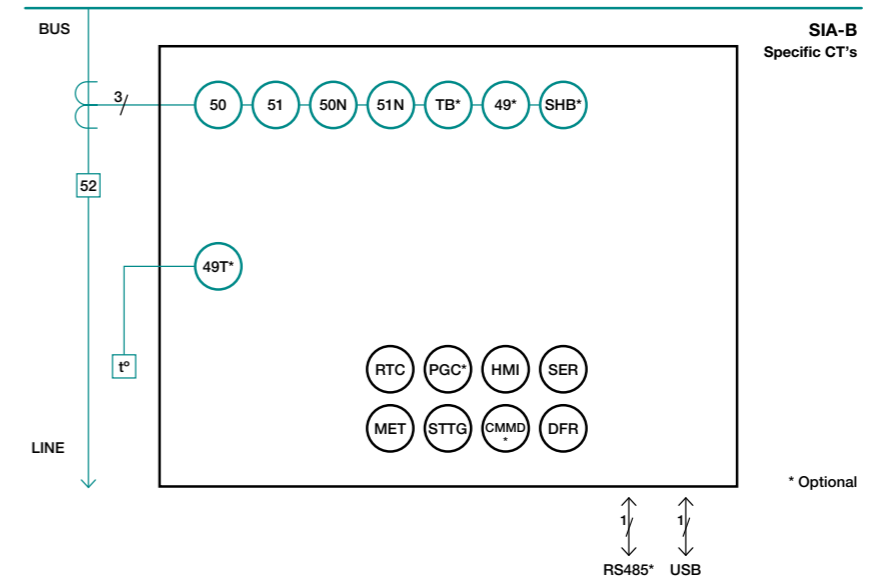 BUS
SIA-B
Specific CT's
3/
50
51
50N
51N
TB*
49*
SHB*
52
49T*
tº
RTC
PGC*
HMI
SER
MET
STTG
CMMD
*
DFR
LINE
* Optional
1/
1/
RS485*
USB